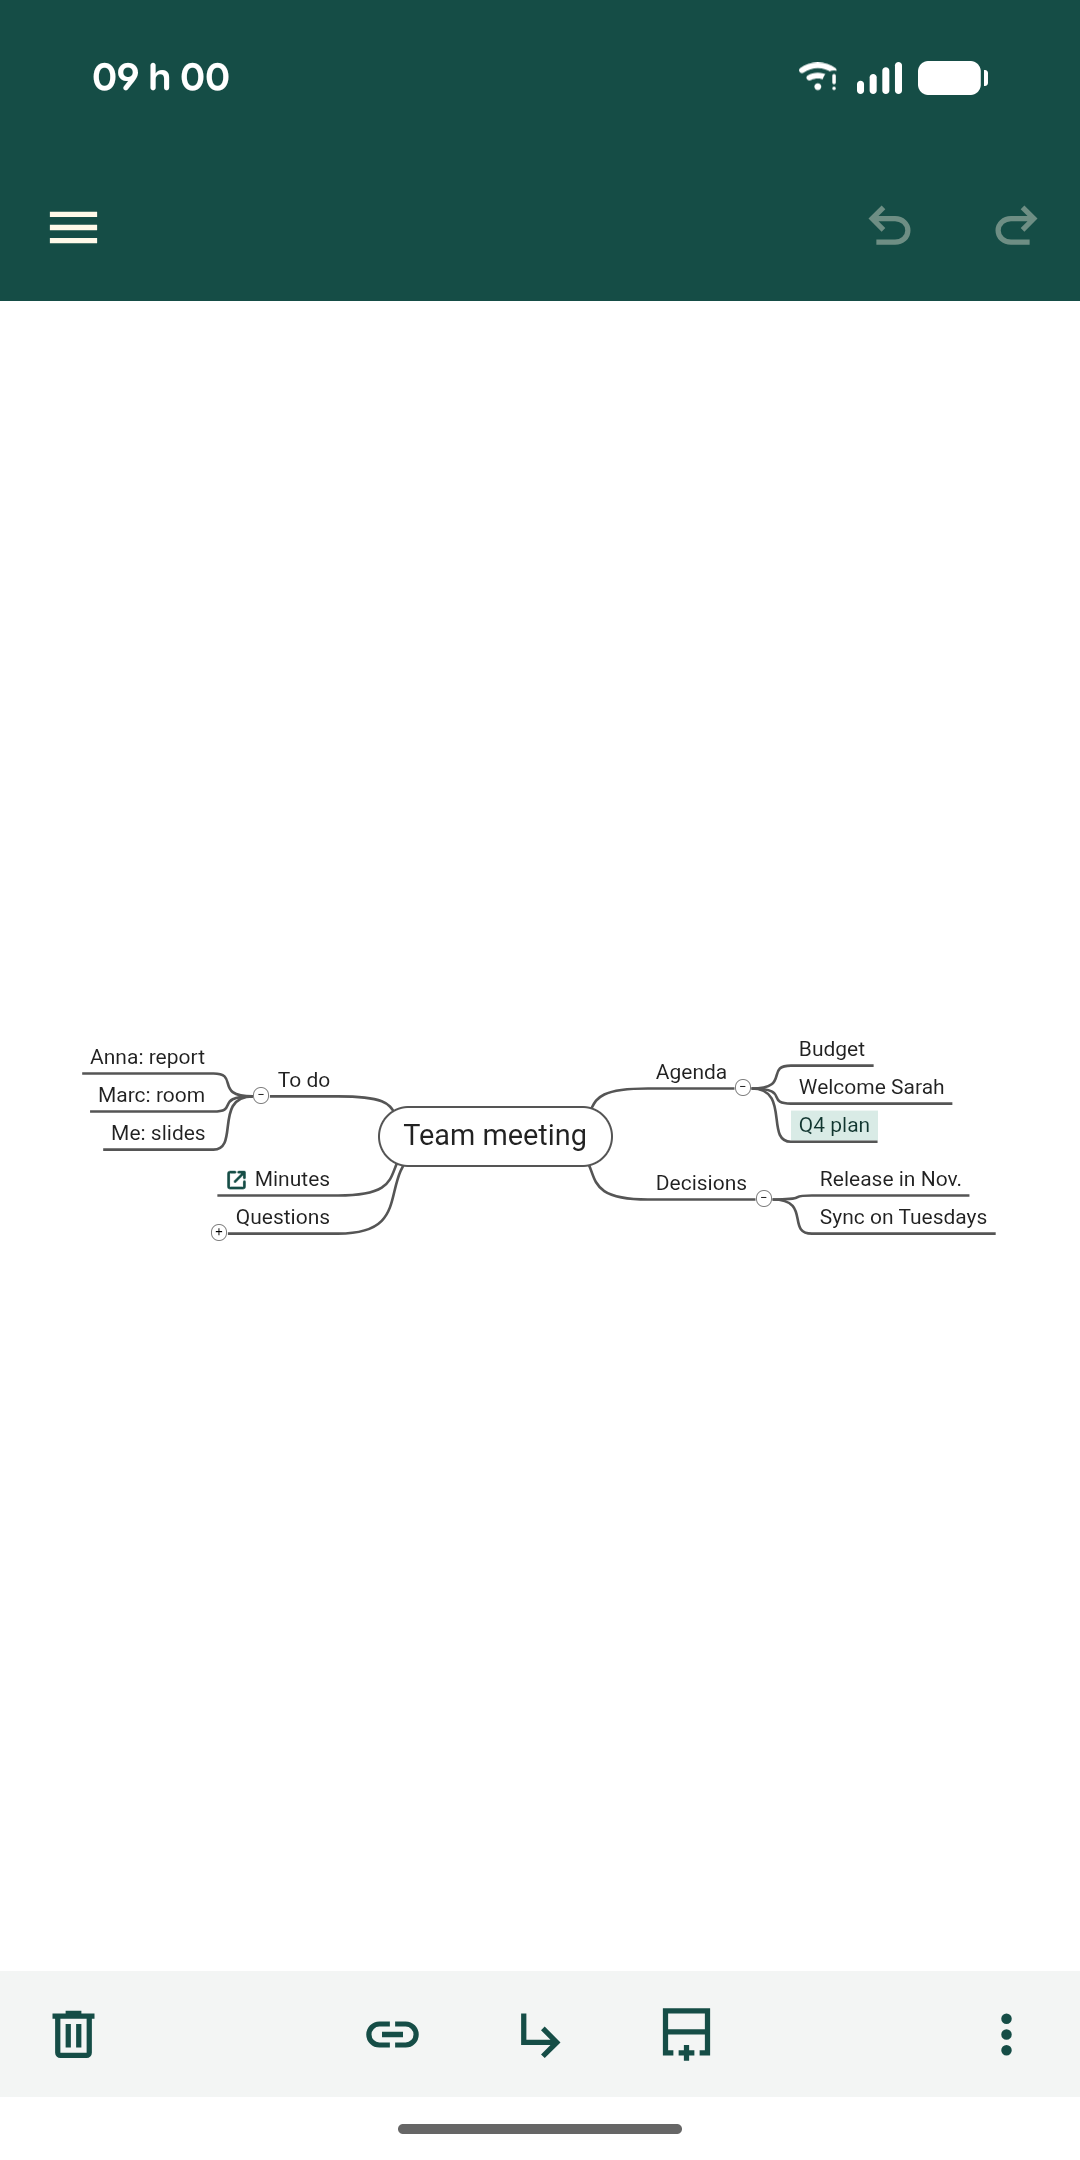 09 h 00
Anna: report
Marc: room
Me: slides
To do
Minutes
Questions
Team meeting
Agenda
Budget
Welcome Sarah
Q4 plan
Decisions
Release in Nov.
Sync on Tuesdays